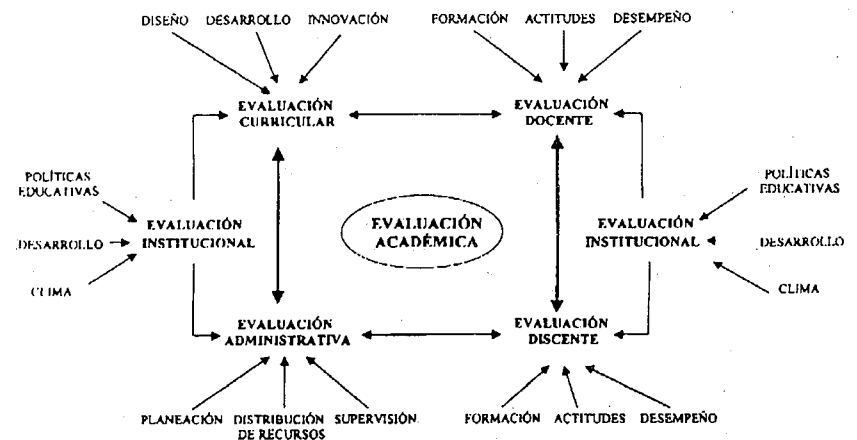 DISEÑO DESARROLLO INNOVACIÓN
FORMACIÓN ACTITUDES DESEMPEÑO
EVALUACIÓN
CURRICULAR
EVALUACIÓN
DOCENTE
POLÍTICAS
EDUCATIVAS
DESARROLLO
CLIMA
EVALUACIÓN
INSTITUCIONAL
EVALUACIÓN
ACADÉMICA
EVALUACIÓN
INSTITUCIONAL
POLÍTICAS
EDUCATIVAS
DESARROLLO
CLIMA
EVALUACIÓN
ADMINISTRATIVA
EVALUACIÓN
DISCENTE
PLANEACIÓN DISTRIBUCIÓN SUPERVISIÓN
DE RECURSOS
FORMACIÓN ACTITUDES DESEMPEÑO